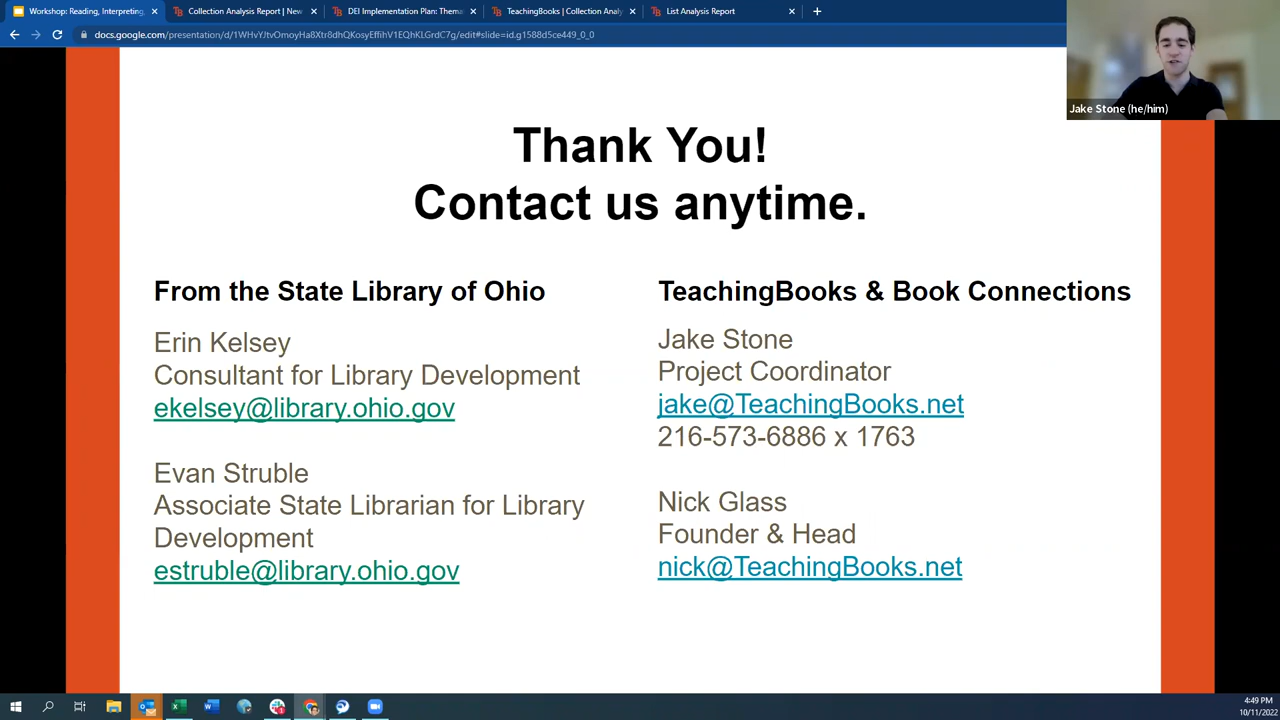 Workshop: Reading, Interpreting,
Collection Analysis Report | New
DEI Implementation Plan: Thema
TeachingBooks | Collection Analy
List Analysis Report
docs.google.com/presentation/d/1WHvYJtvOmoyHa8Xtr8dhQKosyEffihV1EQhKLGrdC7g/edit#slide=id.g1588d5ce449_0_0
Jake Stone (he/him)
Thank You!
Contact us anytime.
From the State Library of Ohio
Erin Kelsey
Consultant for Library Development
ekelsey@library.ohio.gov
Evan Struble
Associate State Librarian for Library
Development
estruble@library.ohio.gov
TeachingBooks & Book Connections
Jake Stone
Project Coordinator
jake@TeachingBooks.net
216-573-6886 x 1763
Nick Glass
Founder & Head
nick@TeachingBooks.net
4:49 PM
10/11/2022